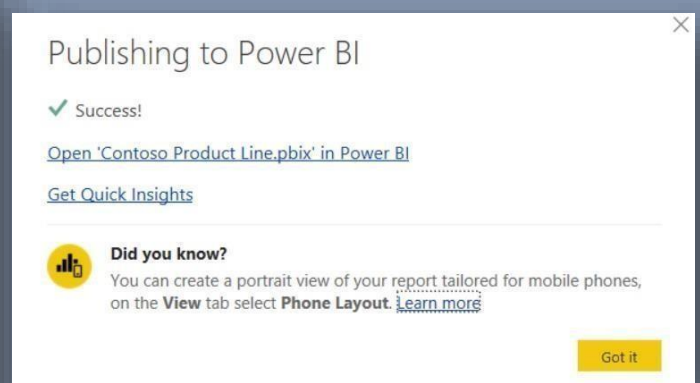 Publishing to Power BI
Success!
Open 'Contoso Product Line.pbix' in Power BI
Get Quick Insights
Did you know?
You can create a portrait view of your report tailored for mobile phones,
on the View tab select Phone Layout. Learn more
Got it